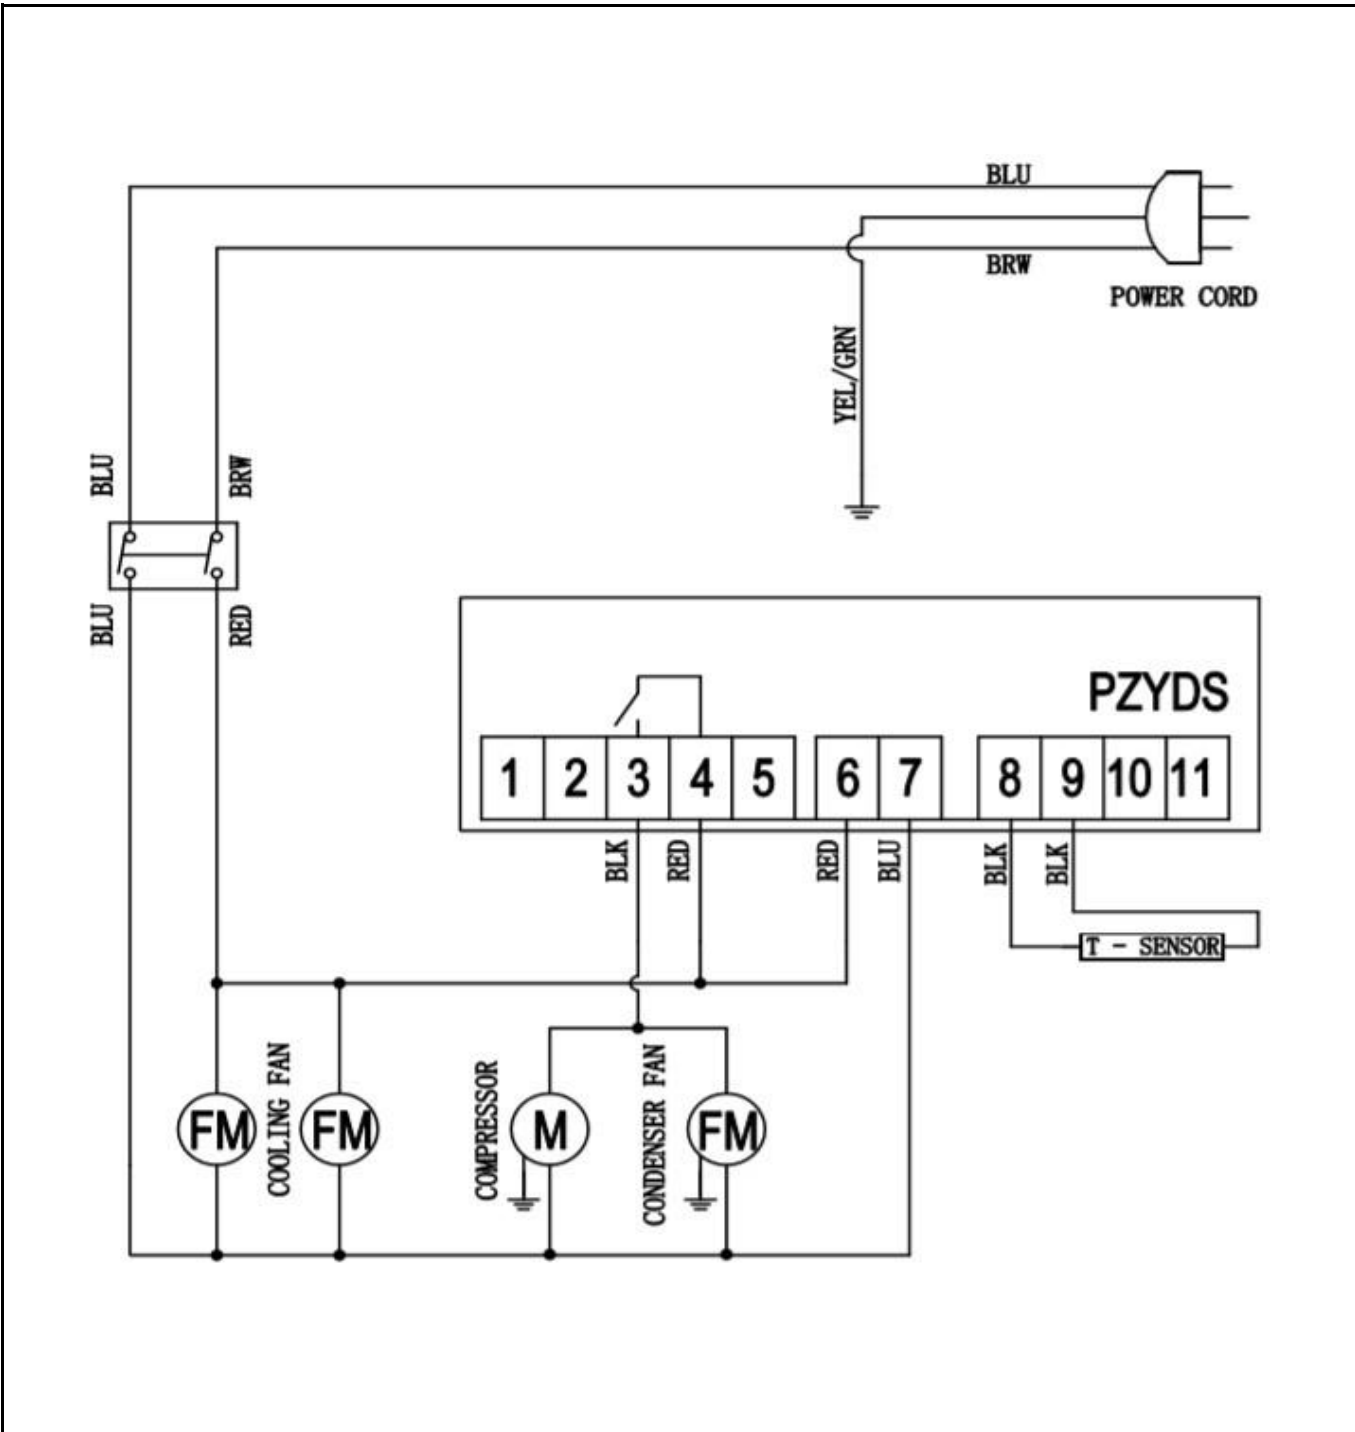 BLU
BRW
POWER CORD
YEL/GRN
BLU
BRW
BLU
RED
PZYDS
1 2 3 4 5 6 7 8 9 10 11
BLK
RED
RED
BLU
BLK
BLK
T - SENSOR
FM
COOLING FAN
FM
COMPRESSOR
M
CONDENSER FAN
FM